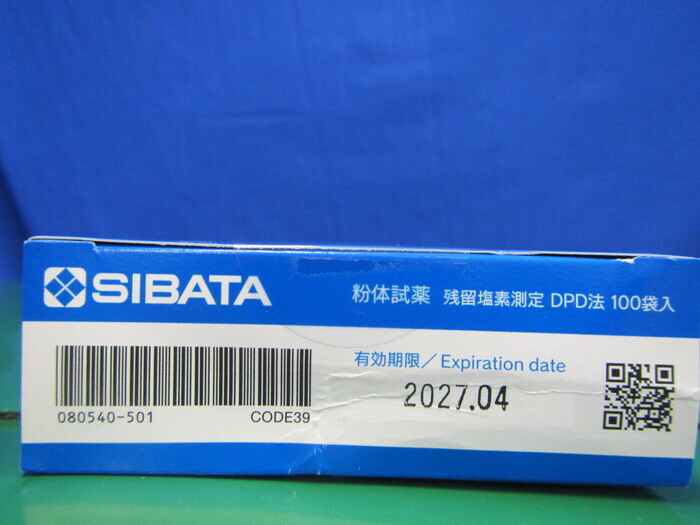 SIBATA
粉体試薬 残留塩素測定 DPD法 100袋入
有効期限／Expiration date
2027.04
080540-501 CODE39